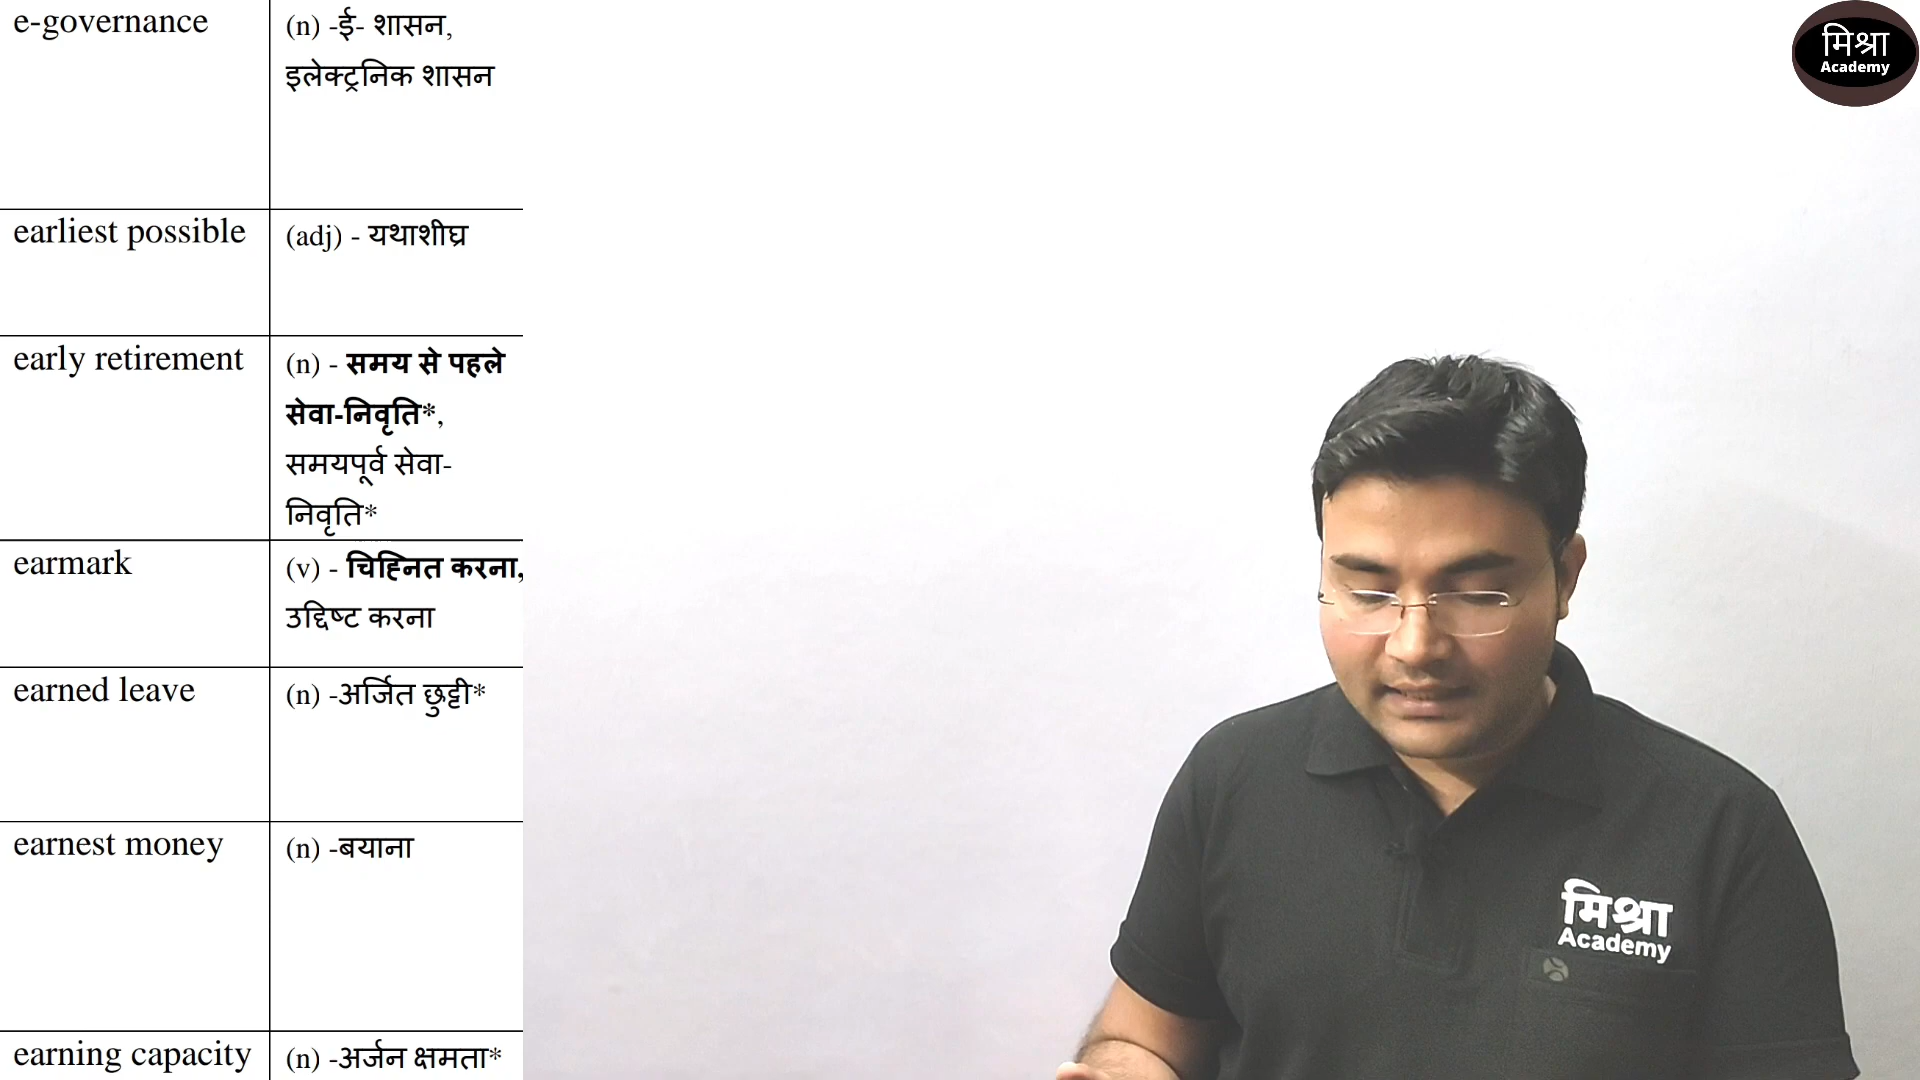 e-governance
(n) -ई- शासन,
इलेक्ट्रनिक शासन
earliest possible
(adj) - यथाशीघ्र
early retirement
(n) - समय से पहले
सेवा-निवृति*,
समयपूर्व सेवा-
निवृति*
earmark
(v) - चिह्नित करना,
उद्दिष्ट करना
earned leave
(n) -अर्जित छुट्टी*
earnest money
(n) -बयाना
earning capacity
(n) -अर्जन क्षमता*
मिश्रा
Academy
मिश्रा
Academy